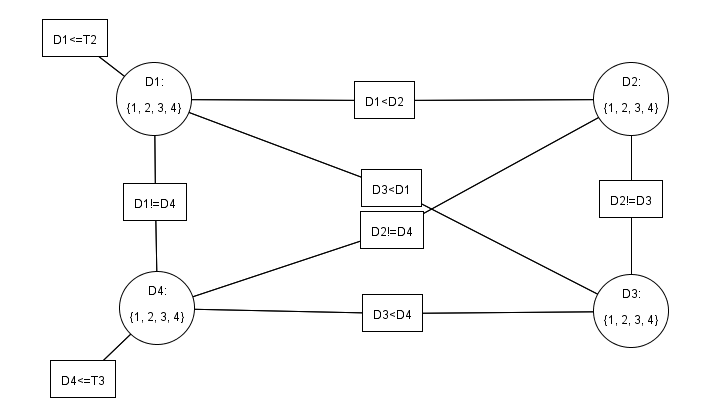 D1<=T2
D1:
{1, 2, 3, 4}
D1<D2
D2:
{1, 2, 3, 4}
D3<D1
D1!=D4
D2!=D3
D2!=D4
D4:
{1, 2, 3, 4}
D3<D4
D3:
{1, 2, 3, 4}
D4<=T3